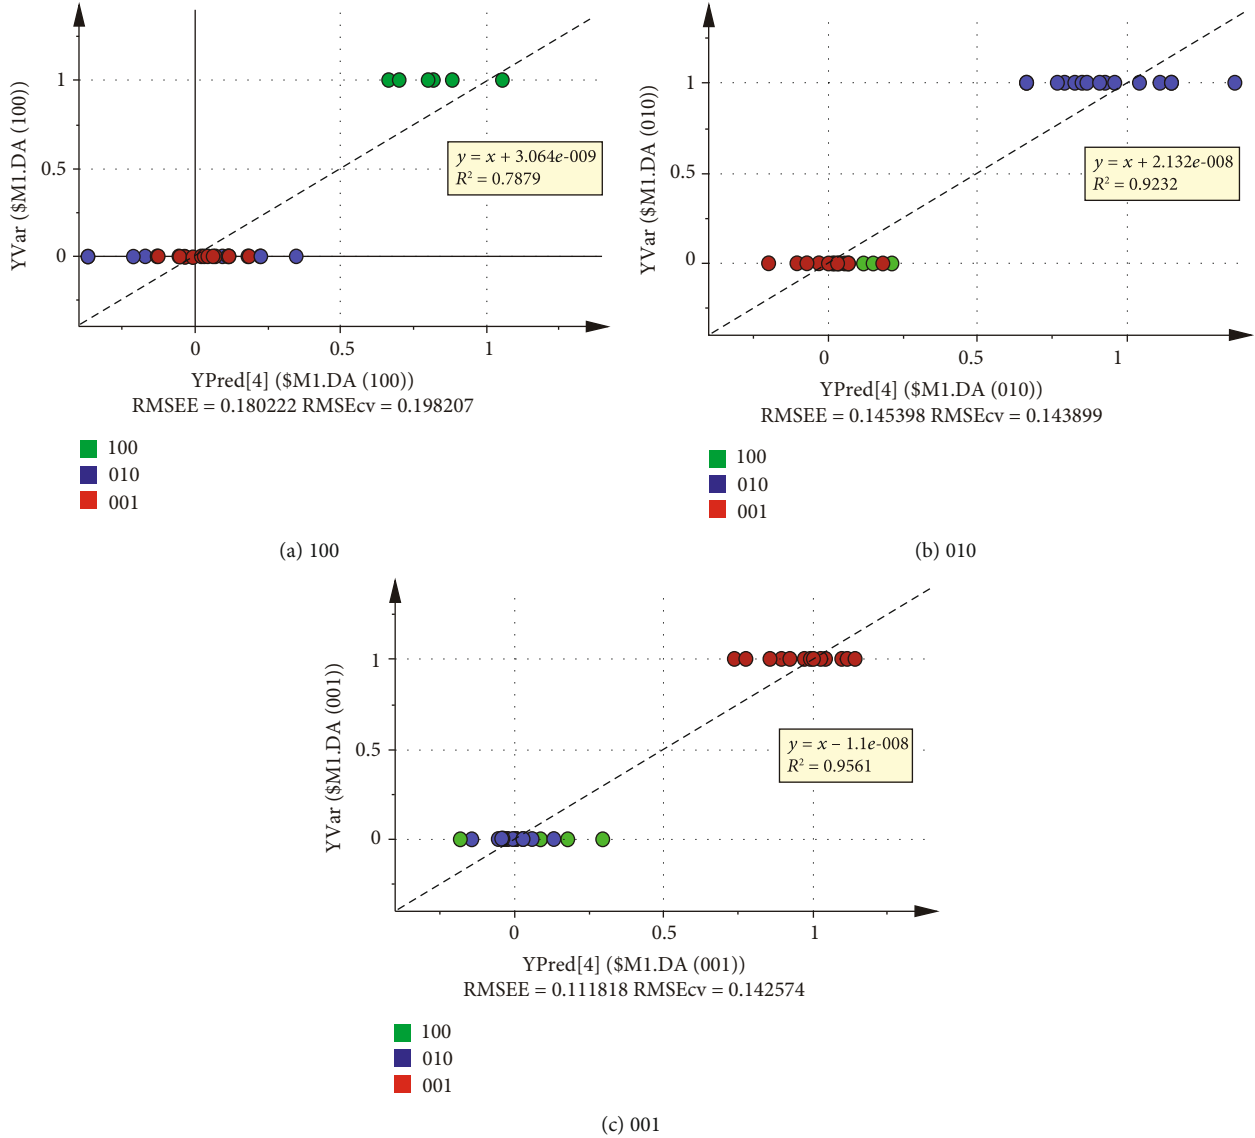 YVar ($M1.DA (100))
1
0.5
0
y = x + 3.064e-009
R² = 0.7879
0 0.5 1
YPred[4] ($M1.DA (100))
RMSEE = 0.180222 RMSEcv = 0.198207
100
010
001
(a) 100
YVar ($M1.DA (010))
1
0.5
0
y = x + 2.132e-008
R² = 0.9232
0 0.5 1
YPred[4] ($M1.DA (010))
RMSEE = 0.145398 RMSEcv = 0.143899
100
010
001
(b) 010
YVar ($M1.DA (001))
1
0.5
0
y = x − 1.1e-008
R² = 0.9561
0 0.5 1
YPred[4] ($M1.DA (001))
RMSEE = 0.111818 RMSEcv = 0.142574
100
010
001
(c) 001